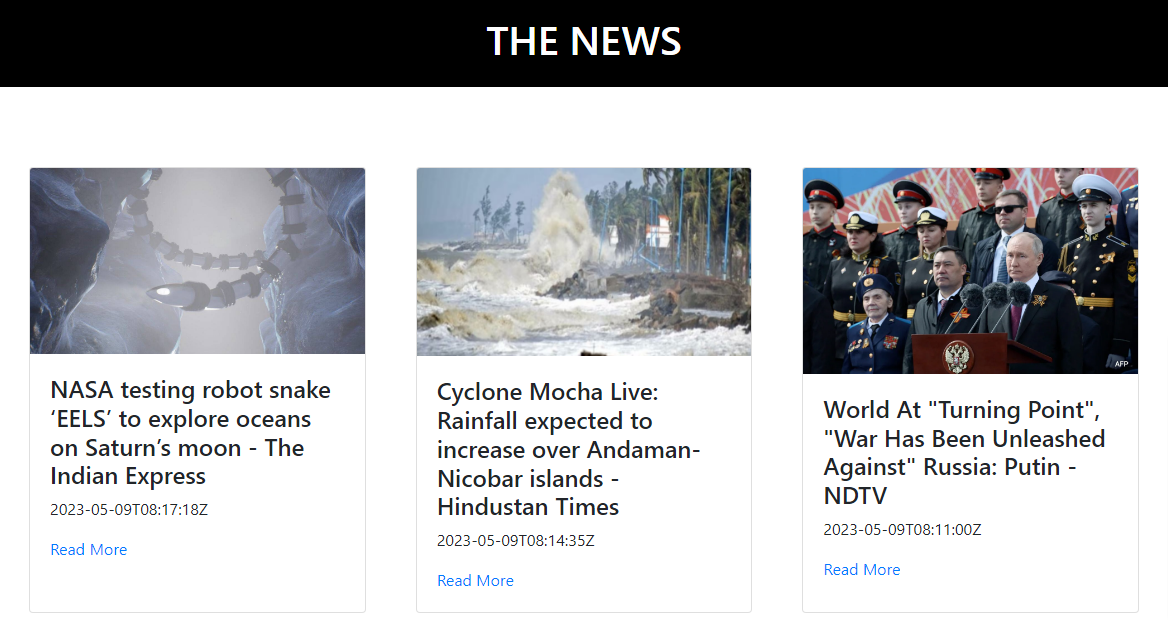 THE NEWS
NASA testing robot snake
‘EELS’ to explore oceans
on Saturn’s moon - The
Indian Express
2023-05-09T08:17:18Z
Read More
Cyclone Mocha Live:
Rainfall expected to
increase over Andaman-
Nicobar islands -
Hindustan Times
2023-05-09T08:14:35Z
Read More
AFP
World At "Turning Point",
"War Has Been Unleashed
Against" Russia: Putin -
NDTV
2023-05-09T08:11:00Z
Read More